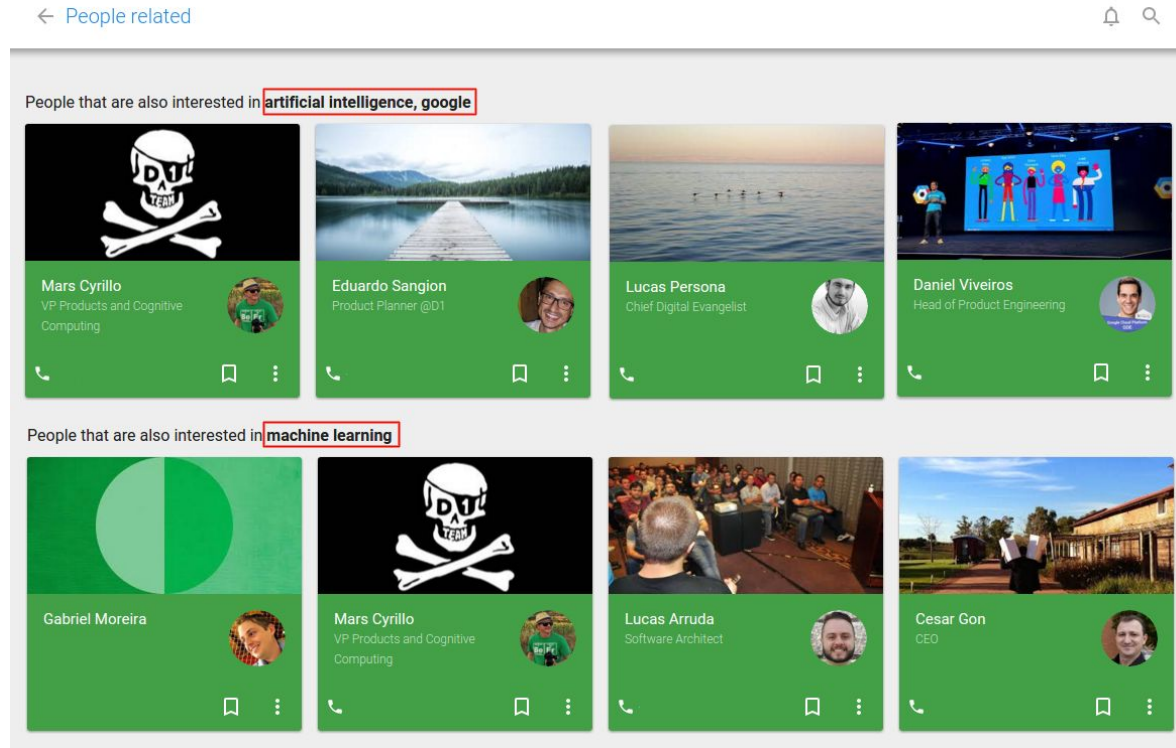 People related
People that are also interested in artificial intelligence, google
D1
TEAM
Mars Cyrillo
VP Products and Cognitive
Computing
Eduardo Sangion
Product Planner @D1
Lucas Persona
Chief Digital Evangelist
Daniel Viveiros
Head of Product Engineering
People that are also interested in machine learning
Gabriel Moreira
D1
TEAM
Mars Cyrillo
VP Products and Cognitive
Computing
Lucas Arruda
Software Architect
Cesar Gon
CEO